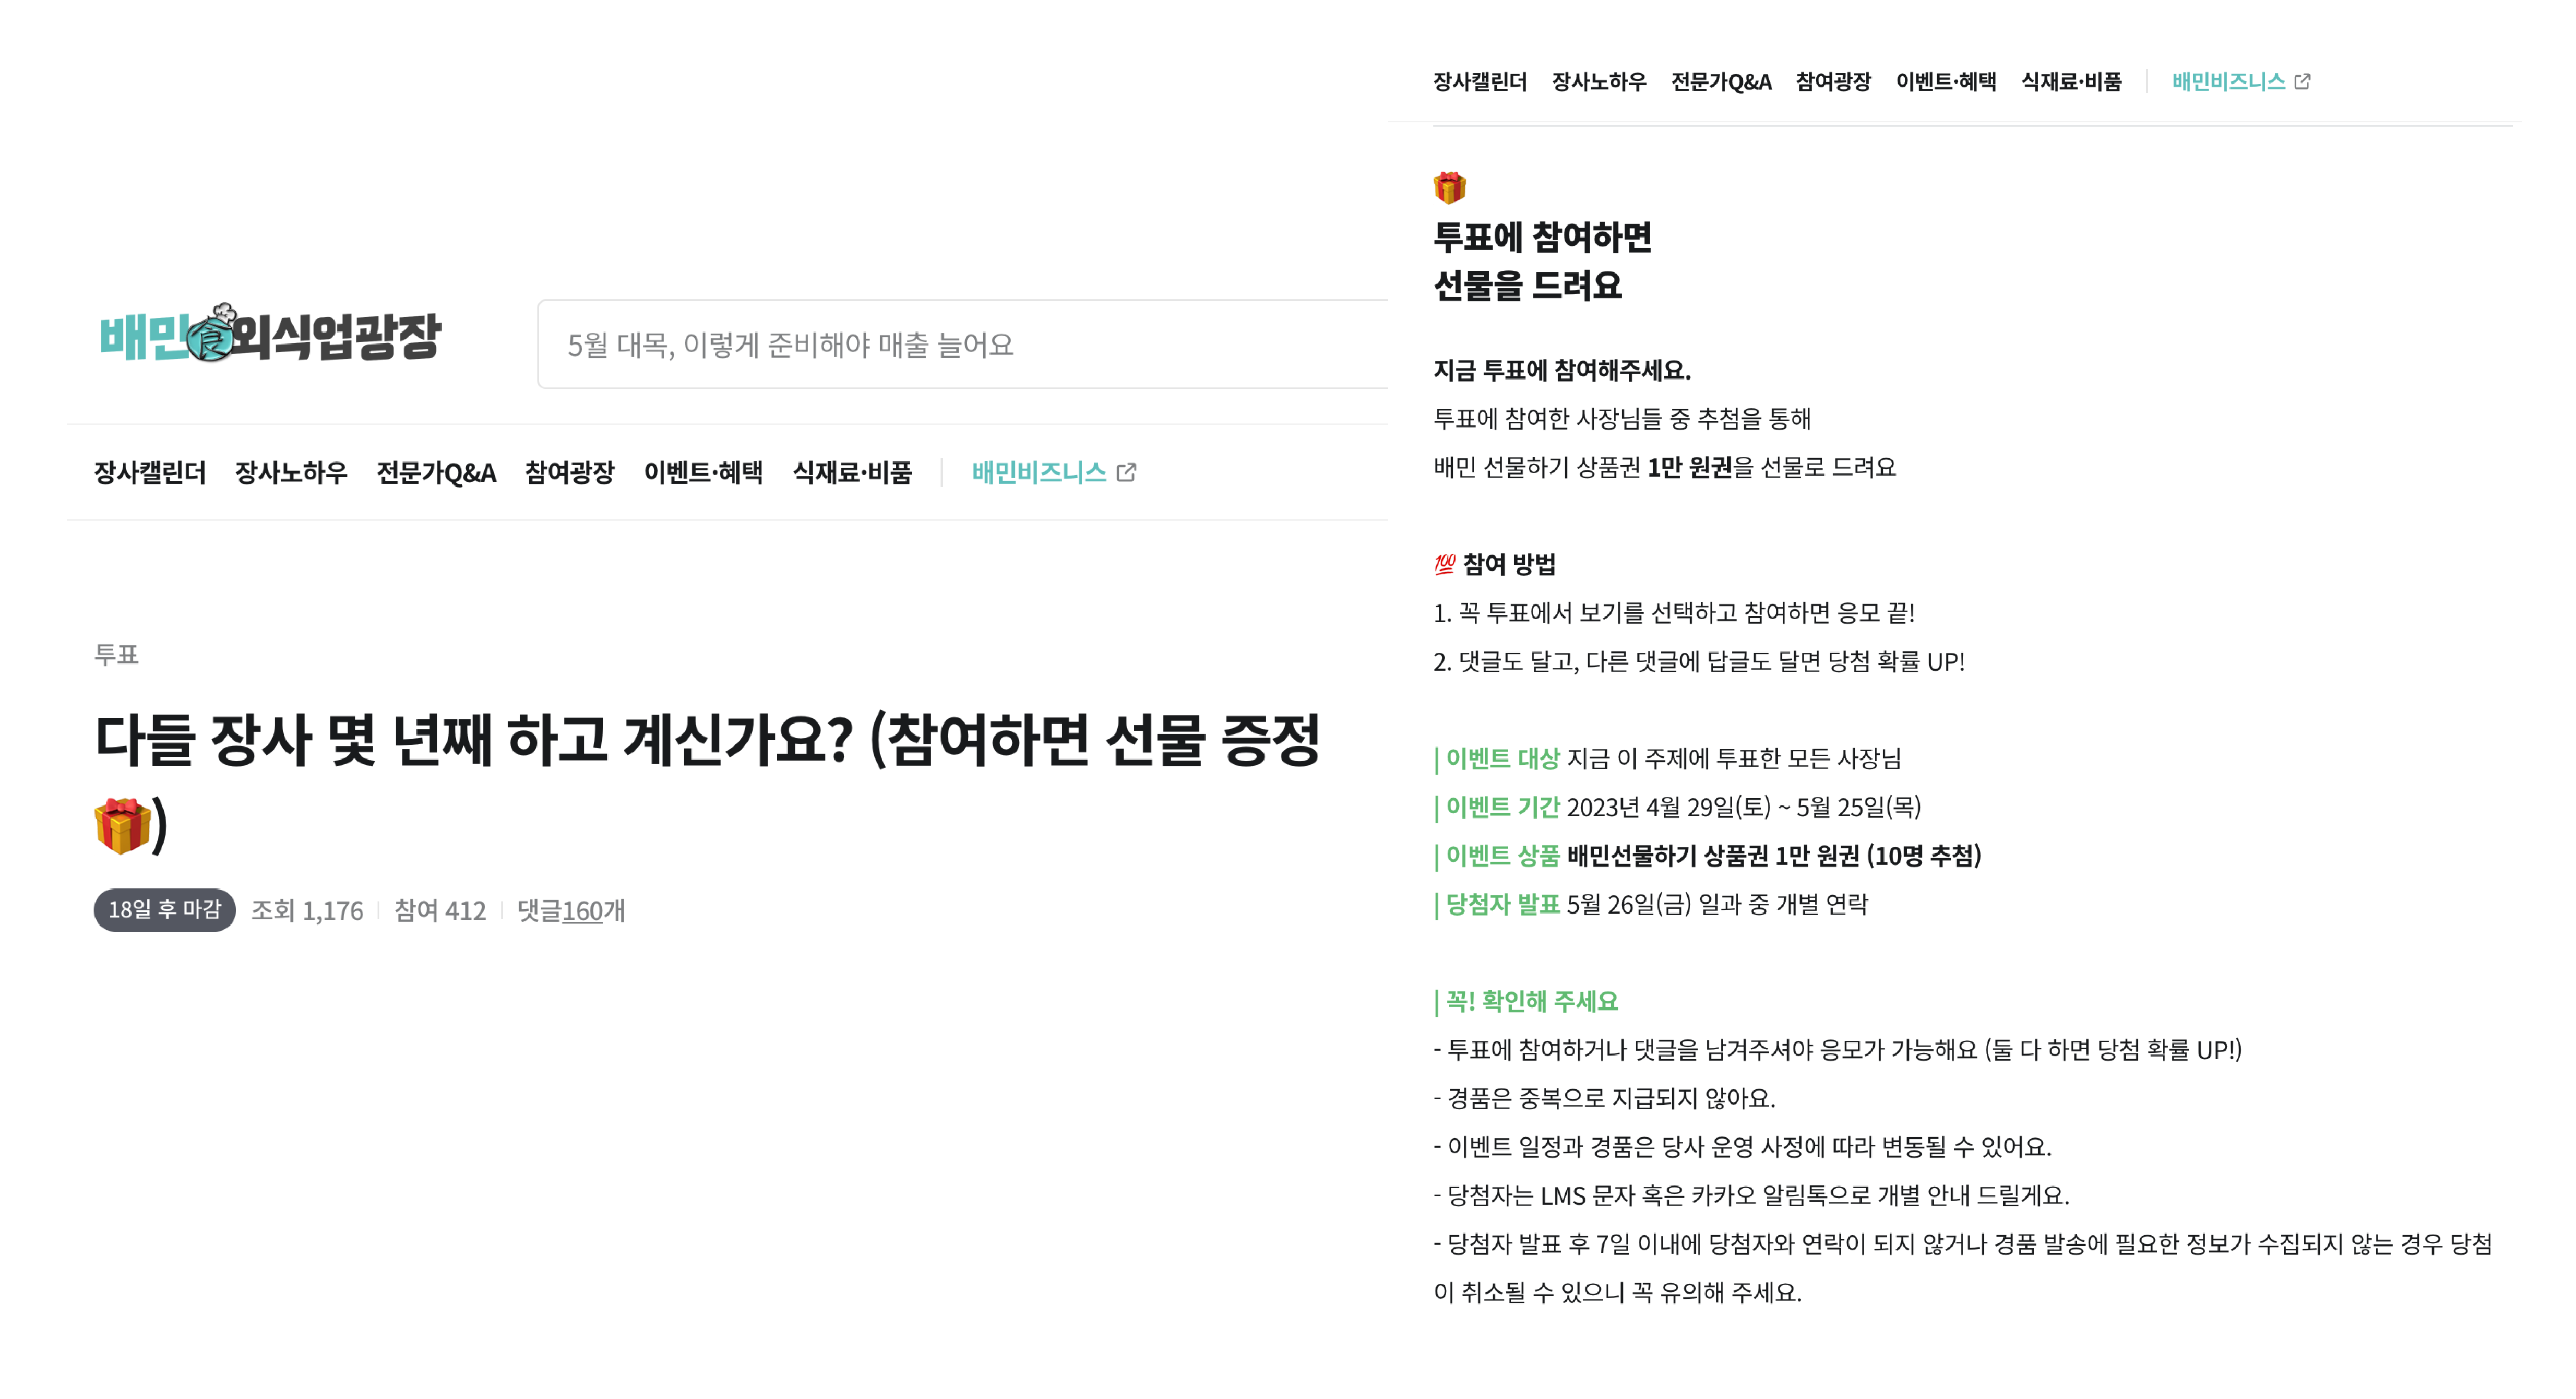 배민食외식업광장
5월 대목, 이렇게 준비해야 매출 늘어요
장사캘린더 장사노하우 전문가Q&A 참여광장 이벤트·혜택 식재료·비품 배민비즈니스
투표
다들 장사 몇 년째 하고 계신가요? (참여하면 선물 증정
🎁)
18일 후 마감 조회 1,176 참여 412 댓글160개
장사캘린더 장사노하우 전문가Q&A 참여광장 이벤트·혜택 식재료·비품 배민비즈니스
🎁
투표에 참여하면
선물을 드려요
지금 투표에 참여해주세요.
투표에 참여한 사장님들 중 추첨을 통해
배민 선물하기 상품권 1만 원권을 선물로 드려요
💯 참여 방법
1. 꼭 투표에서 보기를 선택하고 참여하면 응모 끝!
2. 댓글도 달고, 다른 댓글에 답글도 달면 당첨 확률 UP!
| 이벤트 대상 지금 이 주제에 투표한 모든 사장님
| 이벤트 기간 2023년 4월 29일(토) ~ 5월 25일(목)
| 이벤트 상품 배민선물하기 상품권 1만 원권 (10명 추첨)
| 당첨자 발표 5월 26일(금) 일과 중 개별 연락
| 꼭! 확인해 주세요
- 투표에 참여하거나 댓글을 남겨주셔야 응모가 가능해요 (둘 다 하면 당첨 확률 UP!)
- 경품은 중복으로 지급되지 않아요.
- 이벤트 일정과 경품은 당사 운영 사정에 따라 변동될 수 있어요.
- 당첨자는 LMS 문자 혹은 카카오 알림톡으로 개별 안내 드릴게요.
- 당첨자 발표 후 7일 이내에 당첨자와 연락이 되지 않거나 경품 발송에 필요한 정보가 수집되지 않는 경우 당첨
이 취소될 수 있으니 꼭 유의해 주세요.